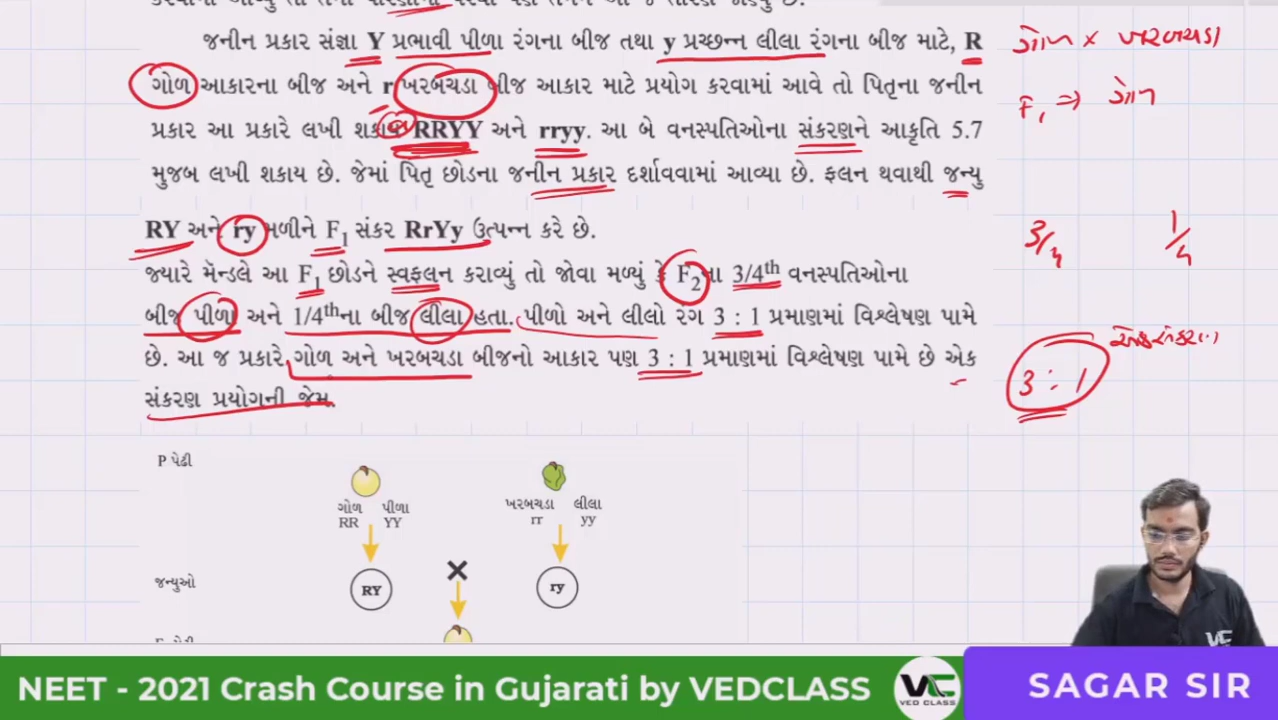 જનીન પ્રકાર સંજ્ઞા Y પ્રભાવી પીળા રંગના બીજ તથા y પ્રચ્છન્ન લીલા રંગના બીજ માટે, R
ગોળ આકારના બીજ અને r ખરબચડા બીજ આકાર માટે પ્રયોગ કરવામાં આવે તો પિતૃના જનીન
પ્રકાર આ પ્રકારે લખી શકાય RRYY અને rryy. આ બે વનસ્પતિઓના સંકરણને આકૃતિ 5.7
મુજબ લખી શકાય છે. જેમાં પિતૃ છોડના જનીન પ્રકાર દર્શાવવામાં આવ્યા છે. ફલન થવાથી જન્યુ
RY અને ry મળીને F1 સંકર RrYy ઉત્પન્ન કરે છે.
જ્યારે મૅન્ડલે આ F1 છોડને સ્વફલન કરાવ્યું તો જોવા મળ્યું કે F2ના 3/4th વનસ્પતિઓના
બીજ પીળા અને 1/4thના બીજ લીલા હતા. પીળો અને લીલો રંગ 3 : 1 પ્રમાણમાં વિશ્લેષણ પામે
છે. આ જ પ્રકારે ગોળ અને ખરબચડા બીજનો આકાર પણ 3 : 1 પ્રમાણમાં વિશ્લેષણ પામે છે એક
સંકરણ પ્રયોગની જેમ.
ગોળ × ખરબચડા
F1 ⇒ ગોળ
3/4 1/4
3 : 1
P પેઢી
ગોળ પીળા
RR YY
ખરબચડા લીલા
rr yy
જન્યુઓ
RY
×
ry
NEET - 2021 Crash Course in Gujarati by VEDCLASS
VC
VED CLASS
SAGAR SIR